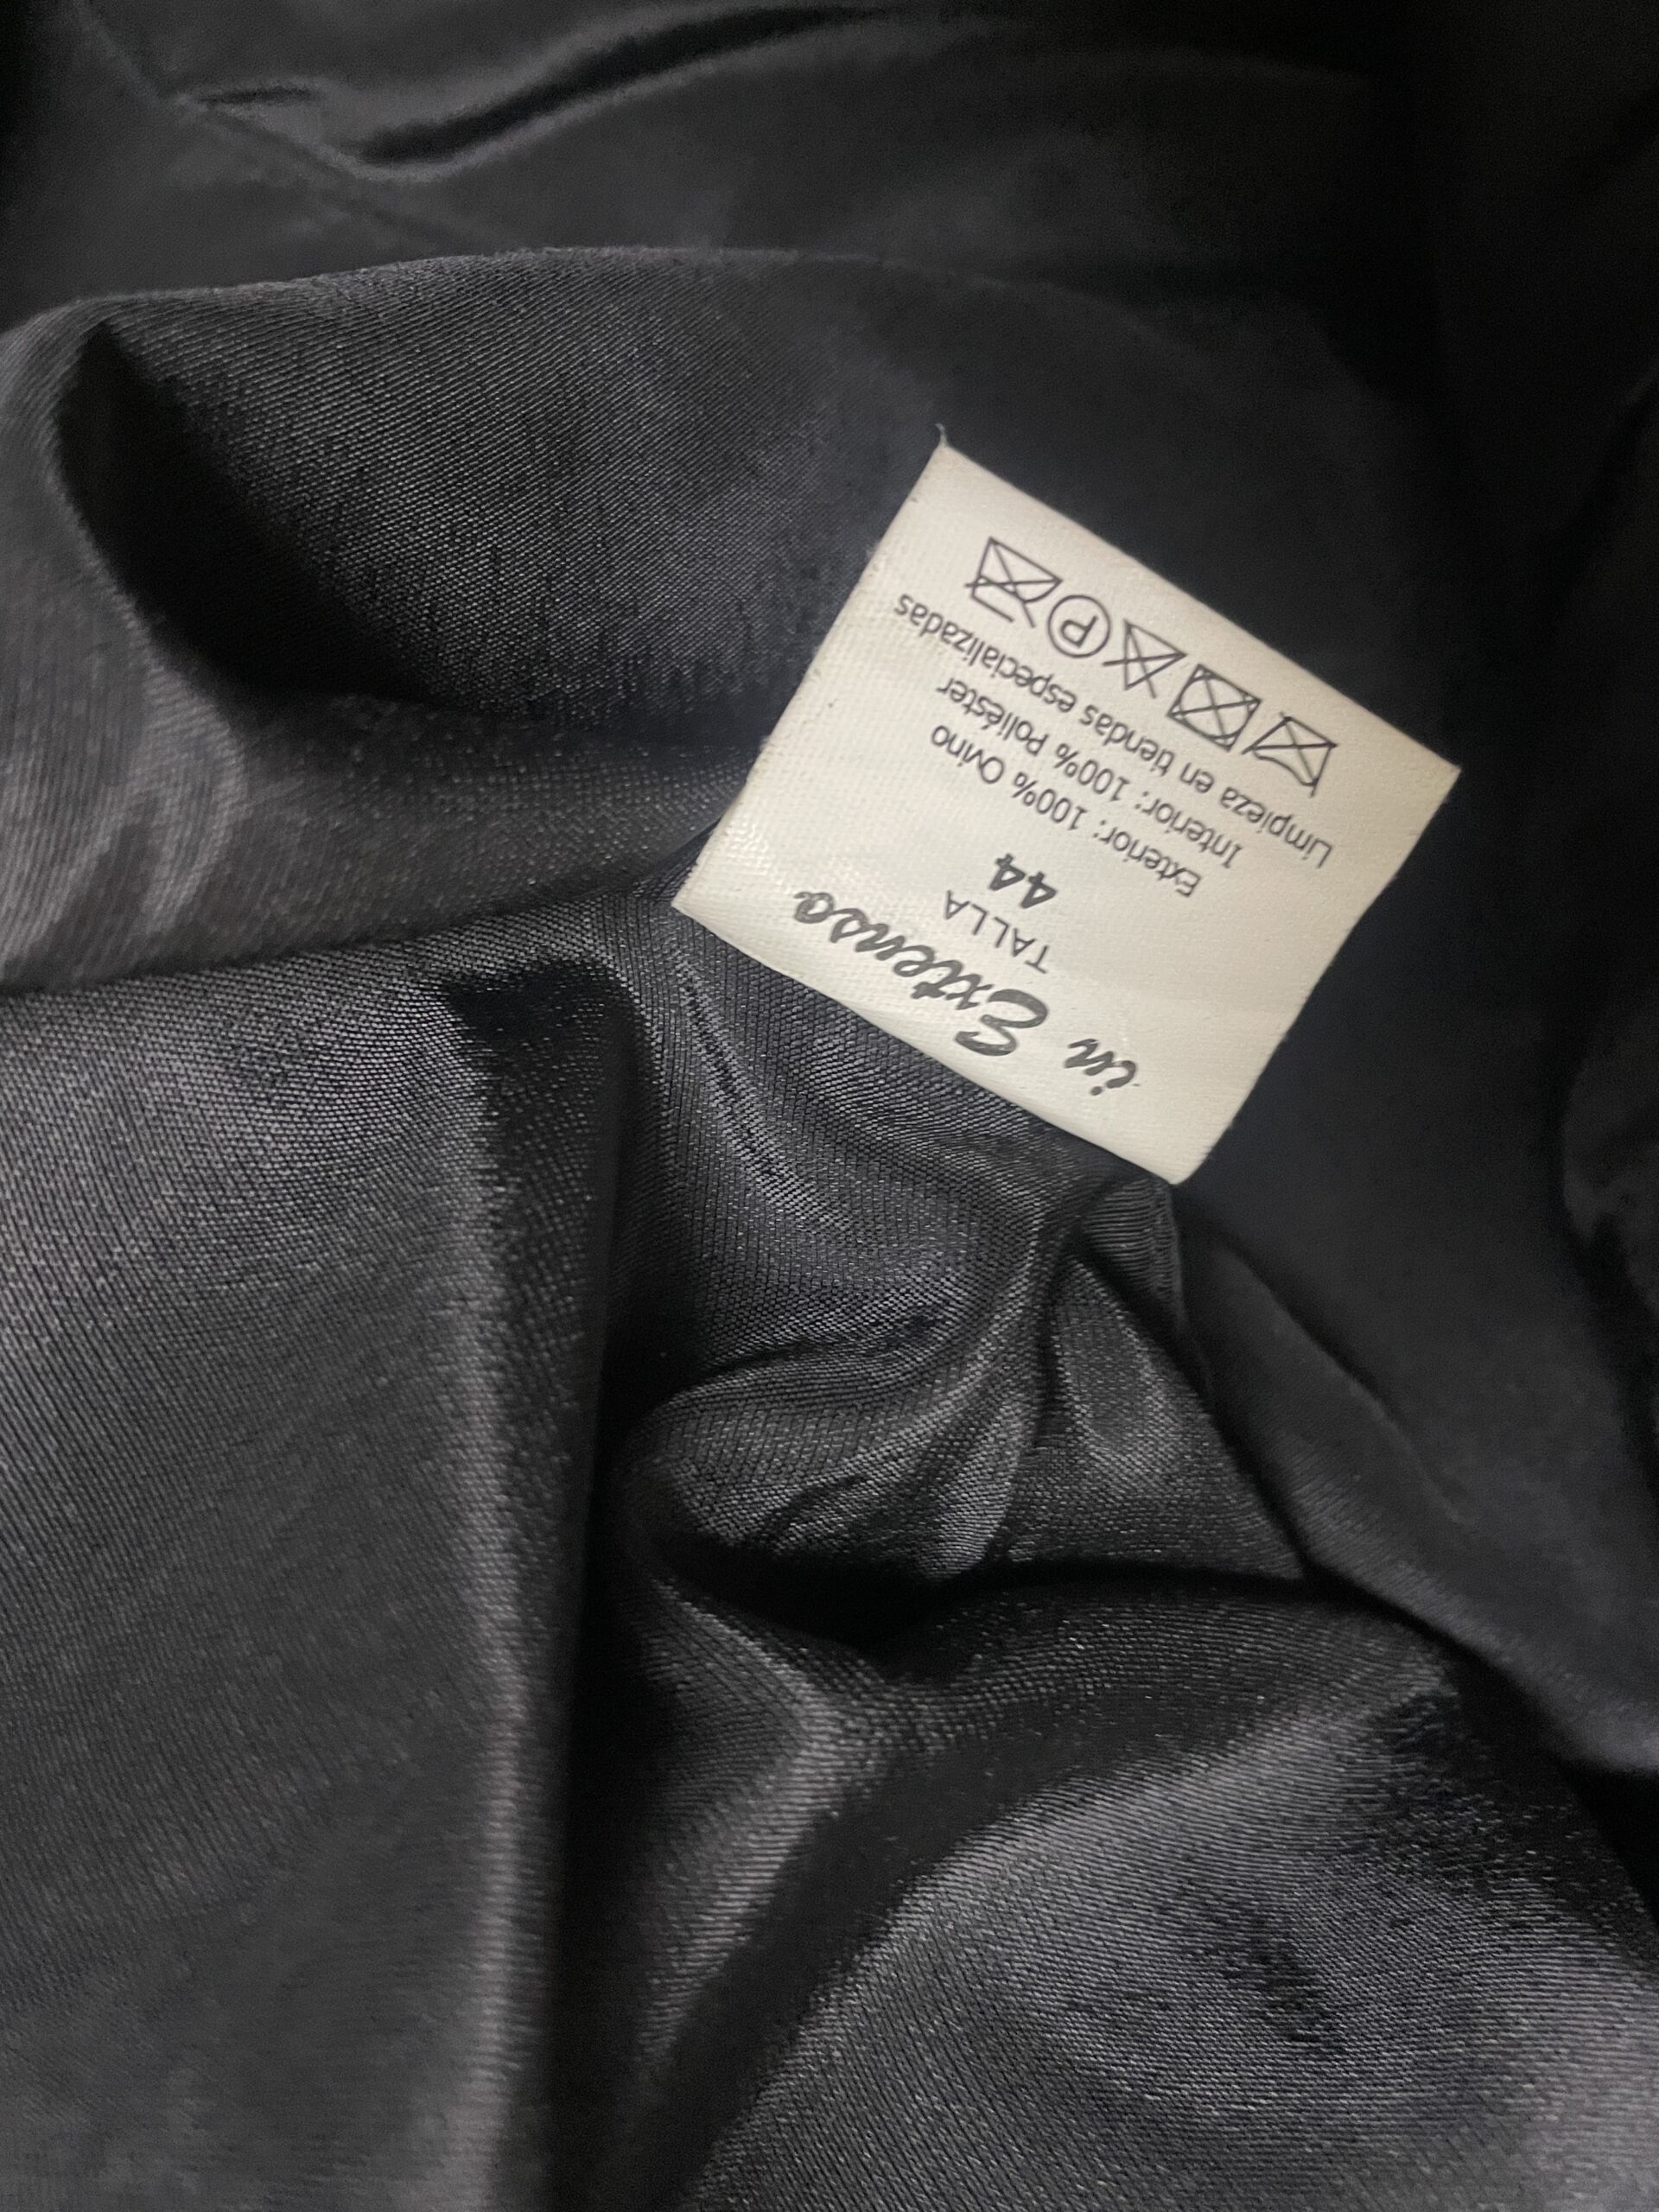 in Extenso
TALLA
44
Exterior: 100% Ovino
Interior: 100% Poliéster
Limpieza en tiendas especializadas
P